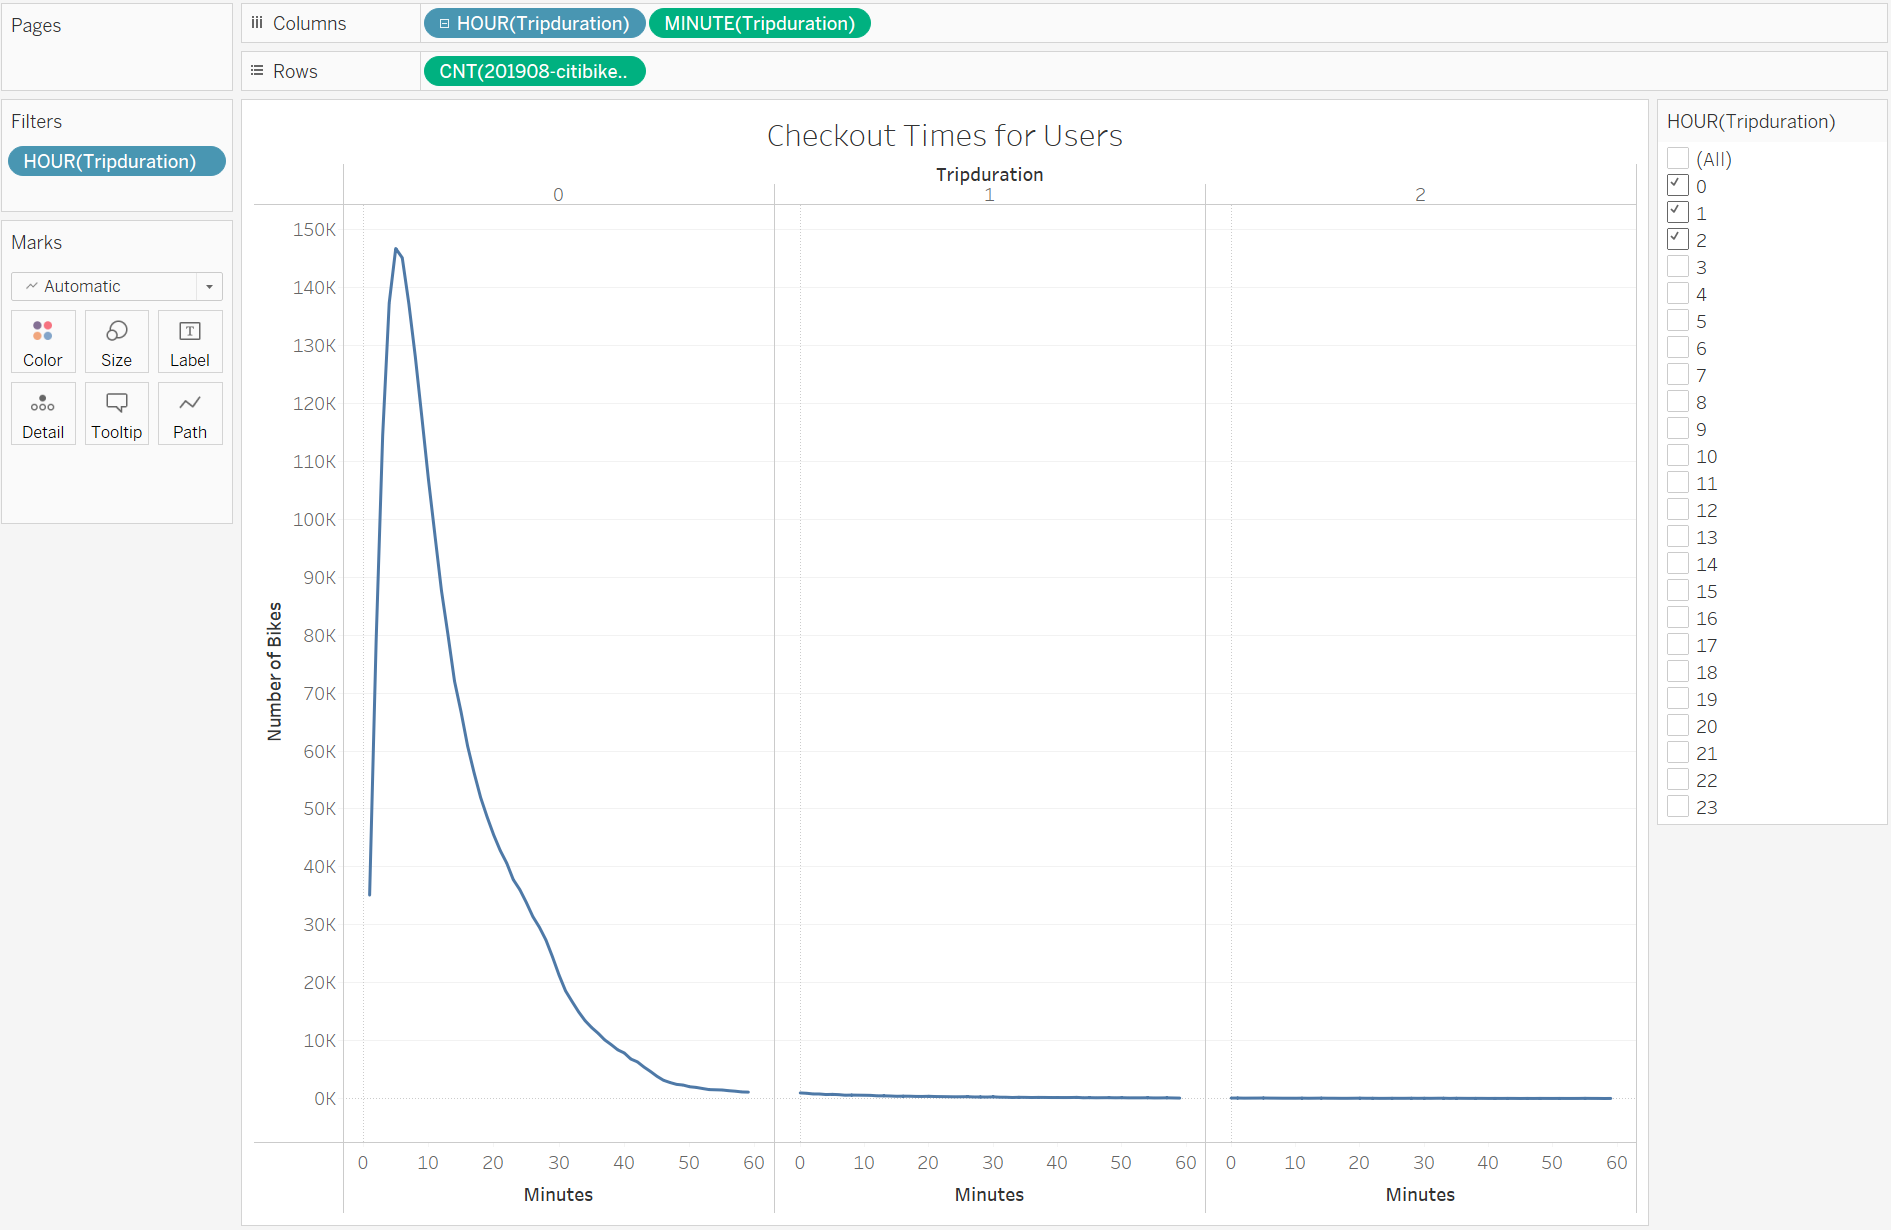 Pages
Columns
HOUR(Tripduration)
MINUTE(Tripduration)
Rows
CNT(201908-citibike..
Filters
HOUR(Tripduration)
Marks
Automatic
Color
Size
Label
Detail
Tooltip
Path
Checkout Times for Users
Tripduration
0
1
2
150K
140K
130K
120K
110K
100K
90K
80K
70K
60K
50K
40K
30K
20K
10K
0K
Number of Bikes
0 10 20 30 40 50 60
0 10 20 30 40 50 60
0 10 20 30 40 50 60
Minutes
Minutes
Minutes
HOUR(Tripduration)
(All)
0
1
2
3
4
5
6
7
8
9
10
11
12
13
14
15
16
17
18
19
20
21
22
23